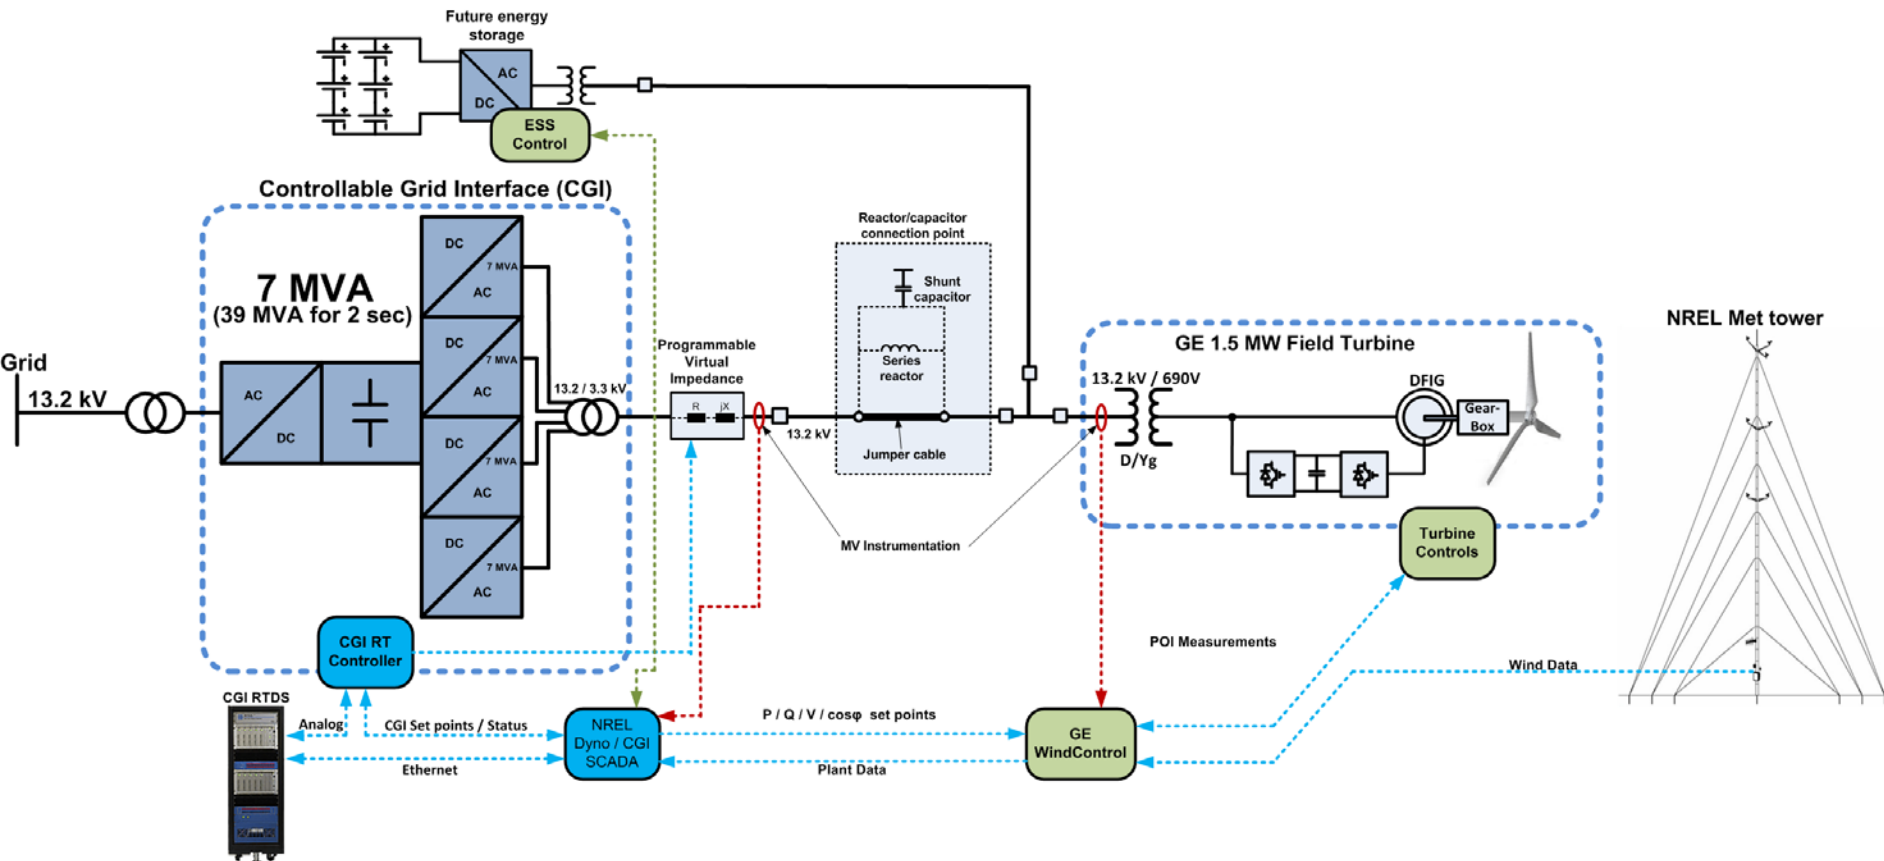 Future energy
storage
AC
DC
ESS
Control
Controllable Grid Interface (CGI)
7 MVA
(39 MVA for 2 sec)
DC
7 MVA
AC
DC
7 MVA
AC
DC
7 MVA
AC
DC
7 MVA
AC
Grid
13.2 kV
AC
DC
13.2 / 3.3 kV
Programmable
Virtual
Impedance
R
jX
13.2 kV
Reactor/capacitor
connection point
Shunt
capacitor
Series
reactor
Jumper cable
MV Instrumentation
GE 1.5 MW Field Turbine
13.2 kV / 690V
D/Yg
DFIG
Gear-
Box
Turbine
Controls
NREL Met tower
POI Measurements
Wind Data
CGI RT
Controller
CGI RTDS
Analog
CGI Set points / Status
Ethernet
NREL
Dyno / CGI
SCADA
P / Q / V / cosφ set points
Plant Data
GE
WindControl